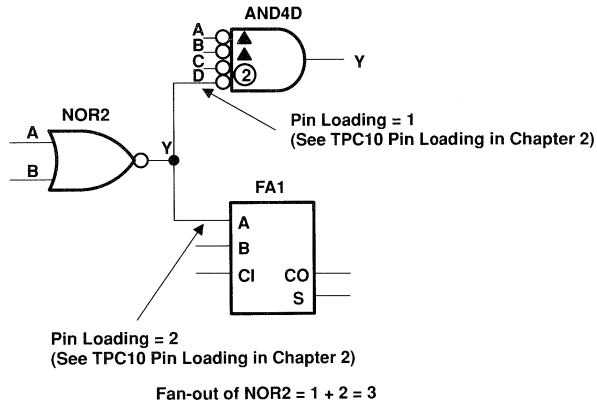 AND4D
A
B
C
D
2
Y
Pin Loading = 1
(See TPC10 Pin Loading in Chapter 2)
NOR2
A
B
Y
FA1
A
B
CI CO
S
Pin Loading = 2
(See TPC10 Pin Loading in Chapter 2)
Fan-out of NOR2 = 1 + 2 = 3